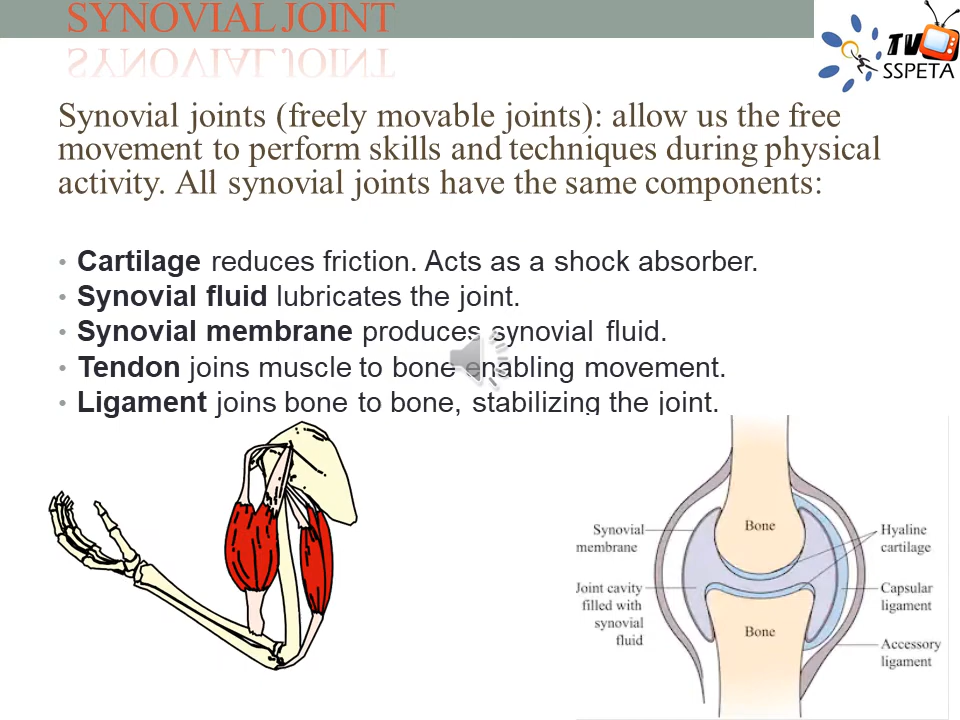 SYNOVIAL JOINT
TV
SSPETA
Synovial joints (freely movable joints): allow us the free
movement to perform skills and techniques during physical
activity. All synovial joints have the same components:
• Cartilage reduces friction. Acts as a shock absorber.
• Synovial fluid lubricates the joint.
• Synovial membrane produces synovial fluid.
• Tendon joins muscle to bone enabling movement.
• Ligament joins bone to bone, stabilizing the joint.
Synovial
membrane
Bone
Hyaline
cartilage
Joint cavity
filled with
synovial
fluid
Capsular
ligament
Bone
Accessory
ligament